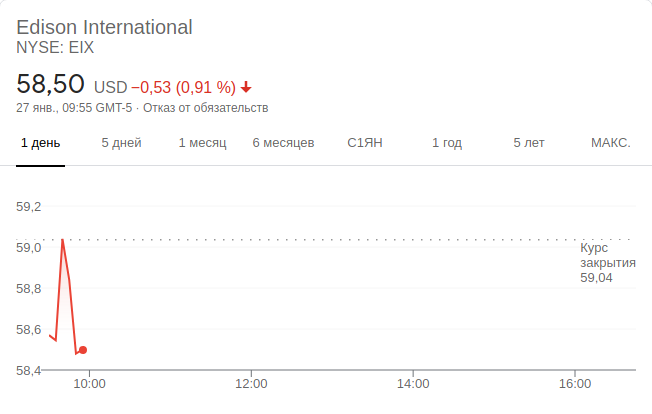 Edison International
NYSE: EIX
58,50 USD −0,53 (0,91 %)
27 янв., 09:55 GMT-5 · Отказ от обязательств
1 день 5 дней 1 месяц 6 месяцев С1ЯН 1 год 5 лет МАКС.
59,2
59,0
58,8
58,6
58,4
Курс
закрытия
59,04
10:00 12:00 14:00 16:00